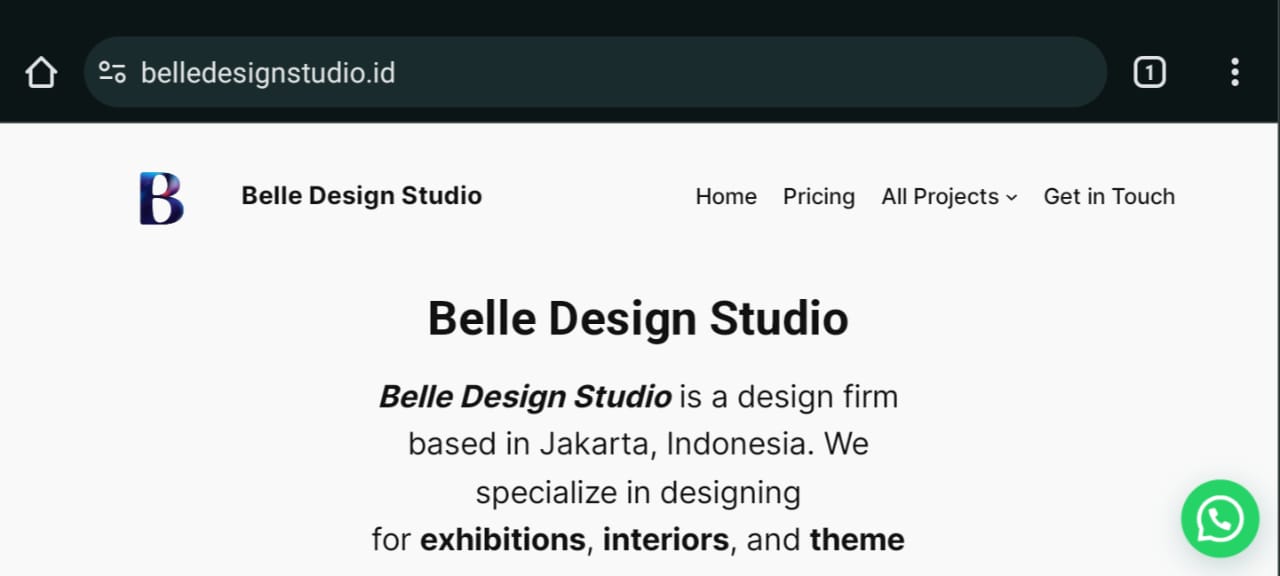 belledesignstudio.id
1
B
Belle Design Studio
Home Pricing All Projects Get in Touch
Belle Design Studio
Belle Design Studio is a design firm
based in Jakarta, Indonesia. We
specialize in designing
for exhibitions, interiors, and theme